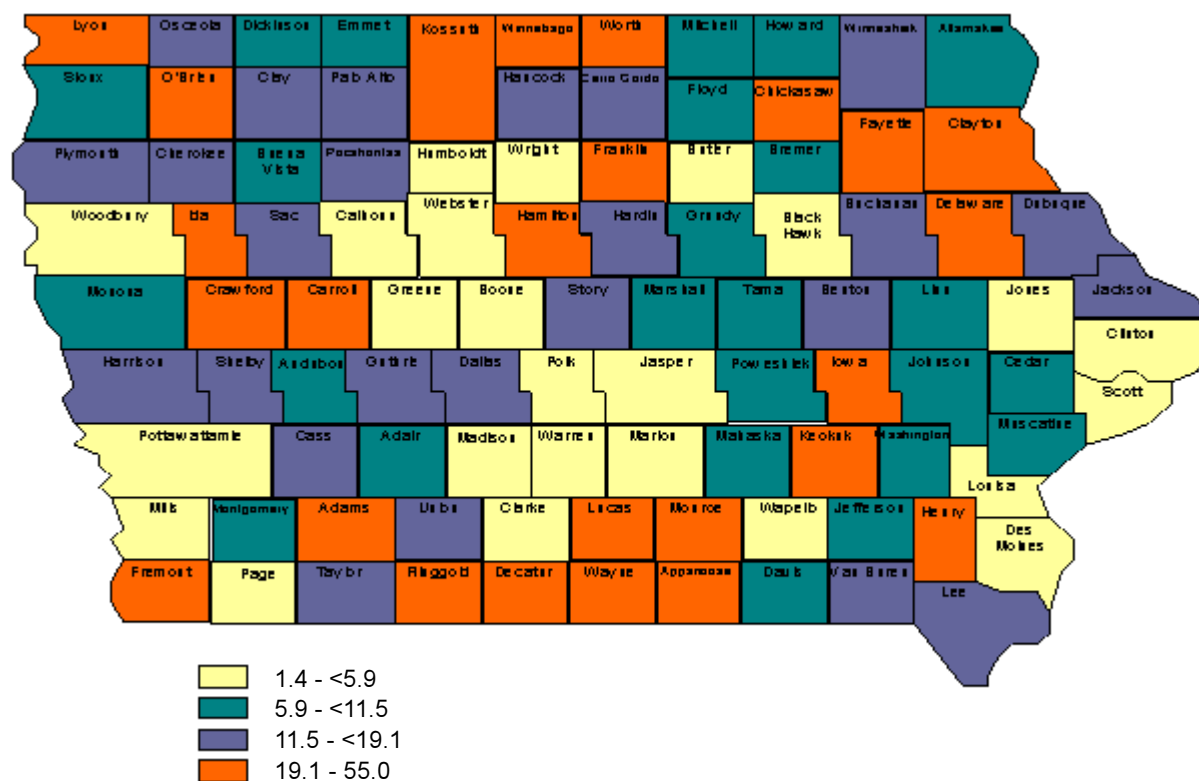 Lyon Osceola Dickinson Emmet Kossuth Winnebago Worth Mitchell Howard Winneshiek Allamakee
Sioux O'Brien Clay Palo Alto Hancock Cerro Gordo Floyd Chickasaw
Fayette Clayton
Plymouth Cherokee Buena Vista Pocahontas Humboldt Wright Franklin Butler Bremer
Woodbury Ida Sac Calhoun Webster Hamilton Hardin Grundy Black Hawk Buchanan Delaware Dubuque
Monona Crawford Carroll Greene Boone Story Marshall Tama Benton Linn Jones Jackson
Clinton
Harrison Shelby Audubon Guthrie Dallas Polk Jasper Poweshiek Iowa Johnson Cedar
Scott
Muscatine
Pottawattamie Cass Adair Madison Warren Marion Mahaska Keokuk Washington
Louisa
Mills Montgomery Adams Union Clarke Lucas Monroe Wapello Jefferson Henry Des Moines
Fremont Page Taylor Ringgold Decatur Wayne Appanoose Davis Van Buren Lee
1.4 - <5.9
5.9 - <11.5
11.5 - <19.1
19.1 - 55.0